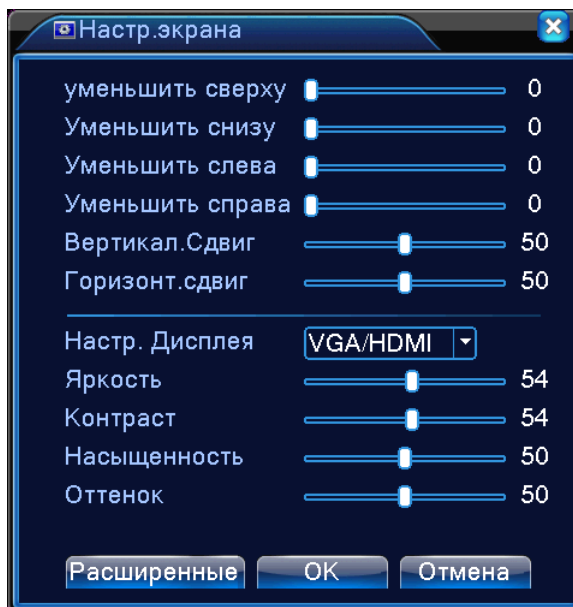 Настр.экрана
уменьшить сверху 0
Уменьшить снизу 0
Уменьшить слева 0
Уменьшить справа 0
Вертикал.Сдвиг 50
Горизонт.сдвиг 50
Настр. Дисплея VGA/HDMI
Яркость 54
Контраст 54
Насыщенность 50
Оттенок 50
Расширенные OK Отмена